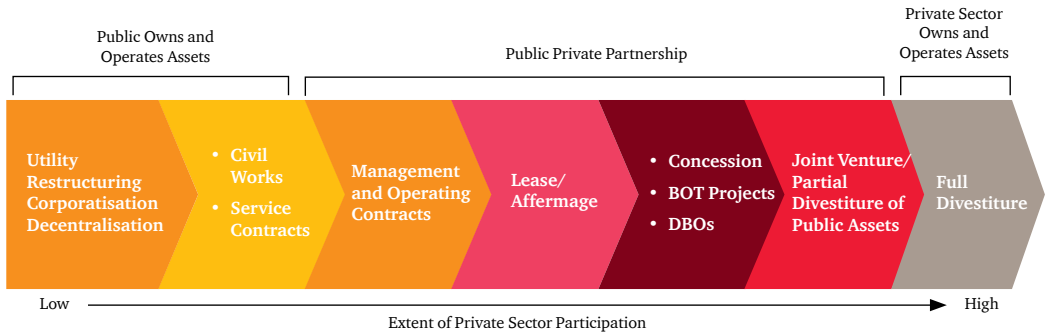 Public Owns and
Operates Assets
Public Private Partnership
Private Sector
Owns and
Operates Assets
Utility
Restructuring
Corporatisation
Decentralisation
• Civil
Works
• Service
Contracts
Management
and Operating
Contracts
Lease/
Affermage
• Concession
• BOT Projects
• DBOs
Joint Venture/
Partial
Divestiture of
Public Assets
Full
Divestiture
Low
High
Extent of Private Sector Participation